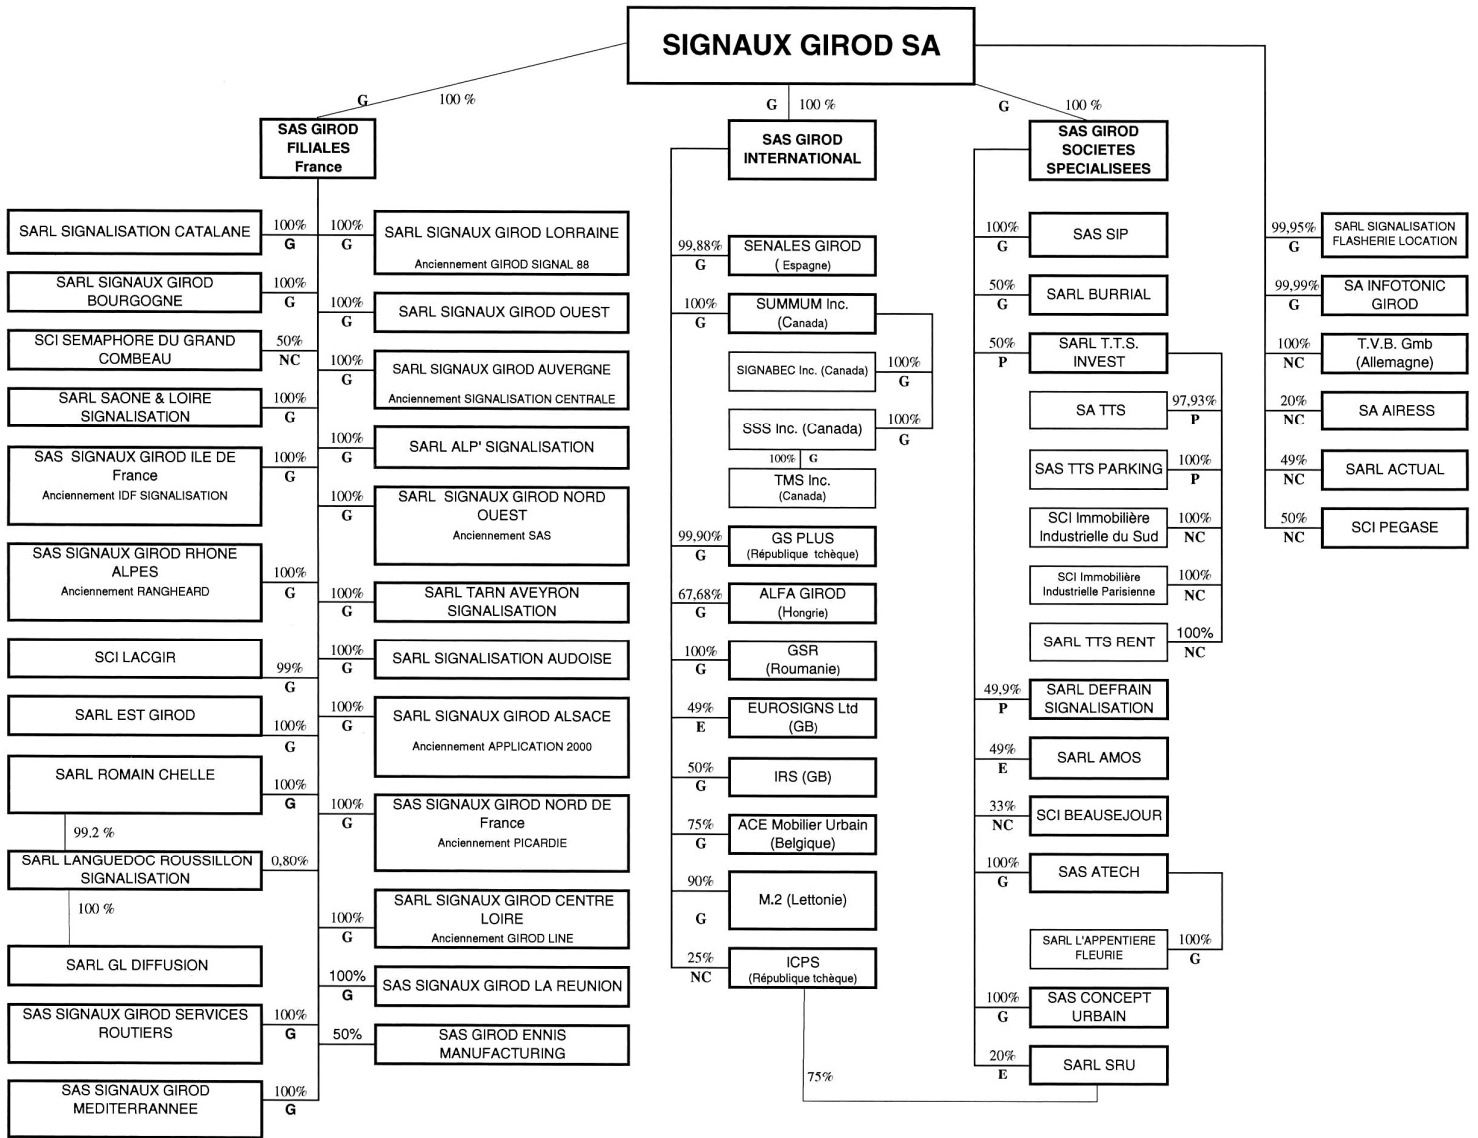 SIGNAUX GIROD SA
G 100 %
G 100 %
G 100 %
SAS GIROD
FILIALES
France
SAS GIROD
INTERNATIONAL
SAS GIROD
SOCIETES
SPECIALISEES
SARL SIGNALISATION CATALANE
100%
G
SARL SIGNAUX GIROD
BOURGOGNE
100%
G
SCI SEMAPHORE DU GRAND
COMBEAU
50%
NC
SARL SAONE & LOIRE
SIGNALISATION
100%
G
SAS SIGNAUX GIROD ILE DE
France
Anciennement IDF SIGNALISATION
100%
G
SAS SIGNAUX GIROD RHONE
ALPES
Anciennement RANGHEARD
100%
G
SCI LACGIR
99%
G
SARL EST GIROD
100%
G
SARL ROMAIN CHELLE
100%
G
99,2 %
SARL LANGUEDOC ROUSSILLON
SIGNALISATION
0,80%
100 %
SARL GL DIFFUSION
SAS SIGNAUX GIROD SERVICES
ROUTIERS
100%
G
SAS SIGNAUX GIROD
MEDITERRANNEE
100%
G
100%
G
SARL SIGNAUX GIROD LORRAINE
Anciennement GIROD SIGNAL 88
100%
G
SARL SIGNAUX GIROD OUEST
100%
G
SARL SIGNAUX GIROD AUVERGNE
Anciennement SIGNALISATION CENTRALE
100%
G
SARL ALP' SIGNALISATION
100%
G
SARL SIGNAUX GIROD NORD
OUEST
Anciennement SAS
100%
G
SARL TARN AVEYRON
SIGNALISATION
100%
G
SARL SIGNALISATION AUDOISE
100%
G
SARL SIGNAUX GIROD ALSACE
Anciennement APPLICATION 2000
100%
G
SAS SIGNAUX GIROD NORD DE
France
Anciennement PICARDIE
100%
G
SARL SIGNAUX GIROD CENTRE
LOIRE
Anciennement GIROD LINE
100%
G
SAS SIGNAUX GIROD LA REUNION
50%
SAS GIROD ENNIS
MANUFACTURING
99,88%
G
SENALES GIROD
( Espagne)
100%
G
SUMMUM Inc.
(Canada)
SIGNABEC Inc. (Canada)
100%
G
SSS Inc. (Canada)
100%
G
100% G
TMS Inc.
(Canada)
99,90%
G
GS PLUS
(République tchèque)
67,68%
G
ALFA GIROD
(Hongrie)
100%
G
GSR
(Roumanie)
49%
E
EUROSIGNS Ltd
(GB)
50%
G
IRS (GB)
75%
G
ACE Mobilier Urbain
(Belgique)
90%
G
M.2 (Lettonie)
25%
NC
ICPS
(République tchèque)
75%
100%
G
SAS SIP
50%
G
SARL BURRIAL
50%
P
SARL T.T.S.
INVEST
SA TTS
97,93%
P
SAS TTS PARKING
100%
P
SCI Immobilière
Industrielle du Sud
100%
NC
SCI Immobilière
Industrielle Parisienne
100%
NC
SARL TTS RENT
100%
NC
49,9%
P
SARL DEFRAIN
SIGNALISATION
49%
E
SARL AMOS
33%
NC
SCI BEAUSEJOUR
100%
G
SAS ATECH
SARL L'APPENTIERE
FLEURIE
100%
G
100%
G
SAS CONCEPT
URBAIN
20%
E
SARL SRU
99,95%
G
SARL SIGNALISATION
FLASHERIE LOCATION
99,99%
G
SA INFOTONIC
GIROD
100%
NC
T.V.B. Gmb
(Allemagne)
20%
NC
SA AIRESS
49%
NC
SARL ACTUAL
50%
NC
SCI PEGASE